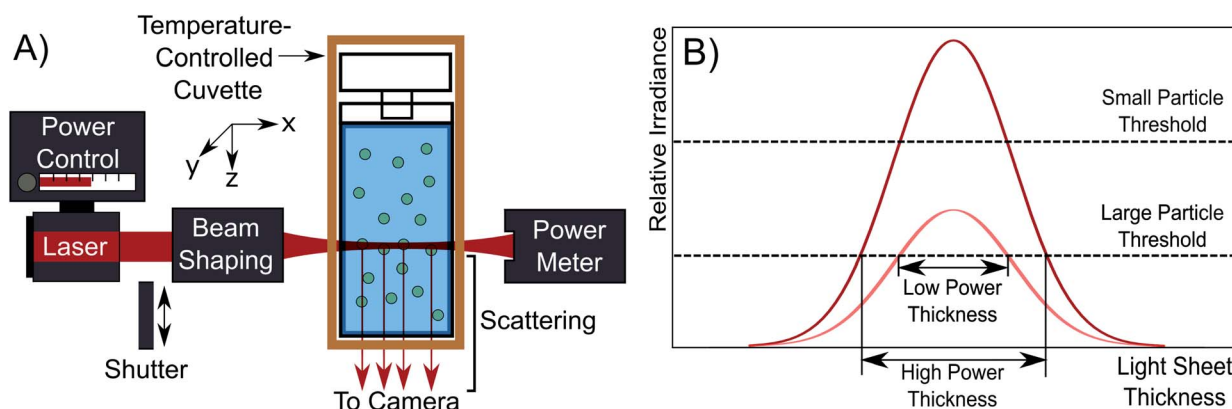 A)
Temperature-
Controlled
Cuvette
Power
Control
x
y
z
Laser
Beam
Shaping
Power
Meter
Shutter
Scattering
To Camera
B)
Relative Irradiance
Small Particle
Threshold
Large Particle
Threshold
Low Power
Thickness
High Power
Thickness
Light Sheet
Thickness